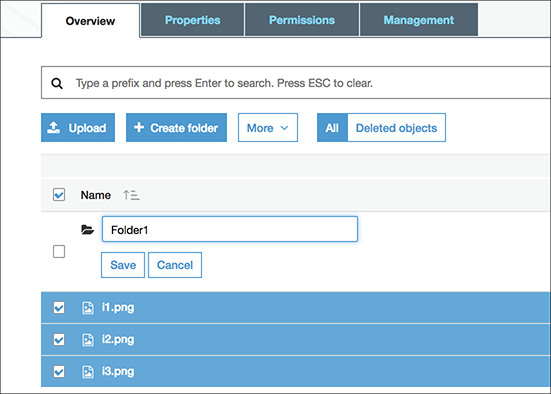 Overview Properties Permissions Management
Type a prefix and press Enter to search. Press ESC to clear.
Upload + Create folder More All Deleted objects
Name
Folder1
Save Cancel
i1.png
i2.png
i3.png